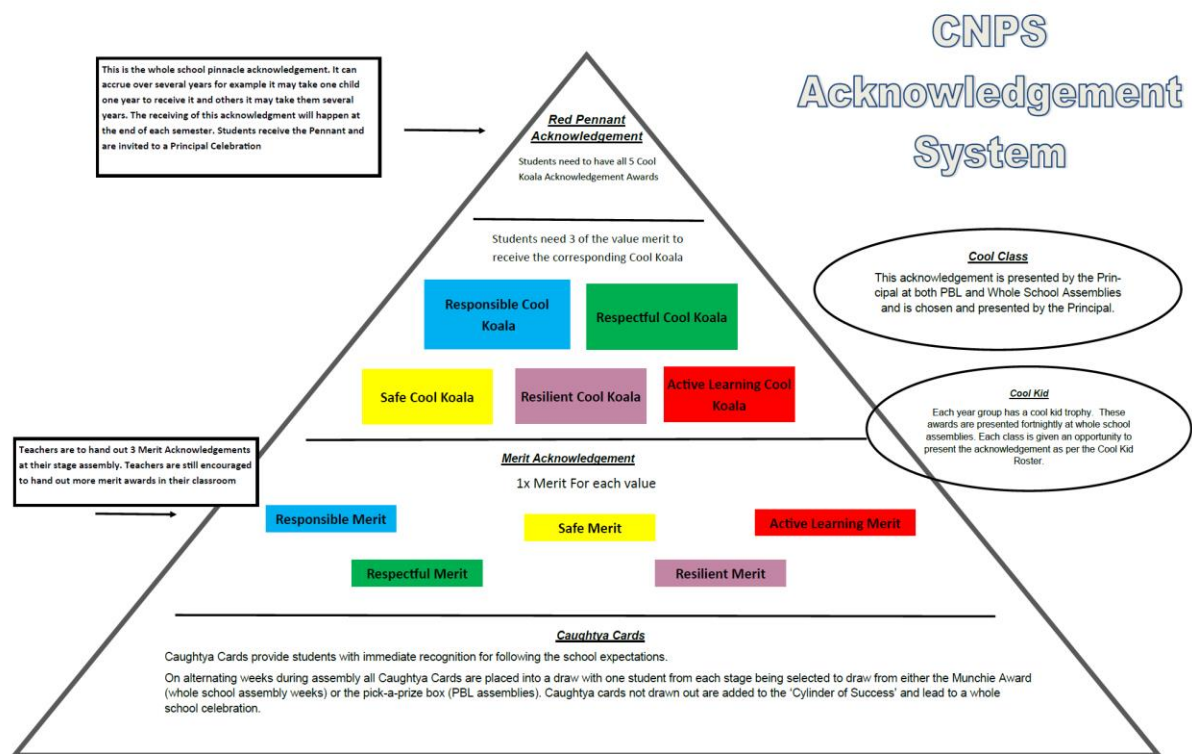 CNPS
Acknowledgement
System
This is the whole school pinnacle acknowledgement. It can
accrue over several years for example it may take one child
one year to receive it and others it may take them several
years. The receiving of this acknowledgment will happen at
the end of each semester. Students receive the Pennant and
are invited to a Principal Celebration
Red Pennant
Acknowledgement
Students need to have all 5 Cool
Koala Acknowledgement Awards
Students need 3 of the value merit to
receive the corresponding Cool Koala
Responsible Cool
Koala
Respectful Cool Koala
Safe Cool Koala
Resilient Cool Koala
Active Learning Cool
Koala
Cool Class
This acknowledgement is presented by the Prin-
cipal at both PBL and Whole School Assemblies
and is chosen and presented by the Principal.
Cool Kid
Each year group has a cool kid trophy. These
awards are presented fortnightly at whole school
assemblies. Each class is given an opportunity to
present the acknowledgement as per the Cool Kid
Roster.
Teachers are to hand out 3 Merit Acknowledgements
at their stage assembly. Teachers are still encouraged
to hand out more merit awards in their classroom
Merit Acknowledgement
1x Merit For each value
Responsible Merit
Safe Merit
Active Learning Merit
Respectful Merit
Resilient Merit
Caughtya Cards
Caughtya Cards provide students with immediate recognition for following the school expectations.
On alternating weeks during assembly all Caughtya Cards are placed into a draw with one student from each stage being selected to draw from either the Munchie Award
(whole school assembly weeks) or the pick-a-prize box (PBL assemblies). Caughtya cards not drawn out are added to the ‘Cylinder of Success’ and lead to a whole
school celebration.